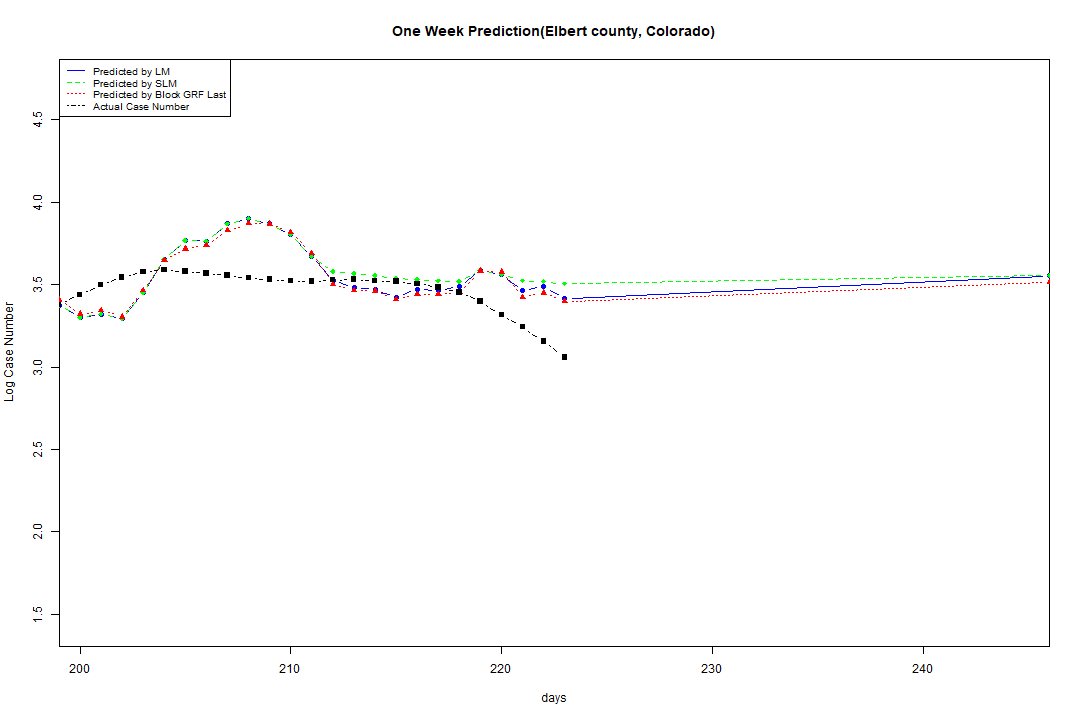 One Week Prediction(Elbert county, Colorado)
Predicted by LM
Predicted by SLM
Predicted by Block GRF Last
Actual Case Number
Log Case Number
4.5
4.0
3.5
3.0
2.5
2.0
1.5
200 210 220 230 240
days